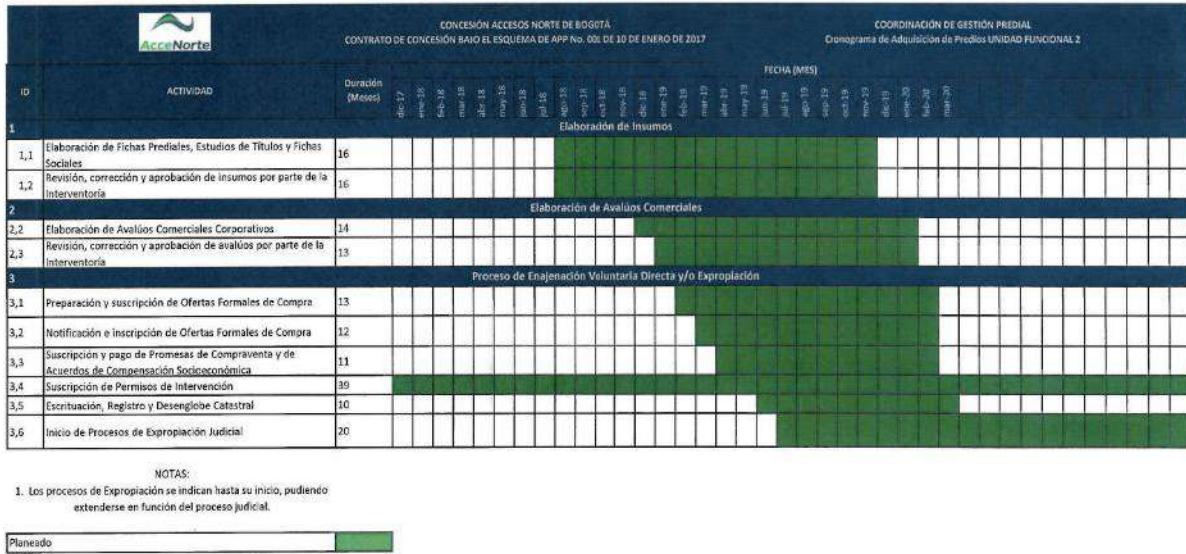 AcceNorte
CONCESIÓN ACCESOS NORTE DE BOGOTÁ
CONTRATO DE CONCESIÓN BAJO EL ESQUEMA DE APP No. 001 DE 10 DE ENERO DE 2017
COORDINACIÓN DE GESTIÓN PREDIAL
Cronograma de Adquisición de Predios UNIDAD FUNCIONAL 2
ID
ACTIVIDAD
Duración
(Meses)
FECHA (MES)
dic-17 ene-18 feb-18 mar-18 abr-18 may-18 jun-18 jul-18 ago-18 sep-18 oct-18 nov-18 dic-18 ene-19 feb-19 mar-19 abr-19 may-19 jun-19 jul-19 ago-19 sep-19 oct-19 nov-19 dic-19 ene-20 feb-20 mar-20
1 Elaboración de Insumos
1,1 Elaboración de Fichas Prediales, Estudios de Títulos y Fichas
Sociales 16
1,2 Revisión, corrección y aprobación de insumos por parte de la
Interventoría 16
2 Elaboración de Avalúos Comerciales
2,2 Elaboración de Avalúos Comerciales Corporativos 14
2,3 Revisión, corrección y aprobación de avalúos por parte de la
Interventoría 13
3 Proceso de Enajenación Voluntaria Directa y/o Expropiación
3,1 Preparación y suscripción de Ofertas Formales de Compra 13
3,2 Notificación e inscripción de Ofertas Formales de Compra 12
3,3 Suscripción y pago de Promesas de Compraventa y de
Acuerdos de Compensación Socioeconómica 11
3,4 Suscripción de Permisos de Intervención 39
3,5 Escrituación, Registro y Desenglobe Catastral 10
3,6 Inicio de Procesos de Expropiación Judicial 20
NOTAS:
1. Los procesos de Expropiación se indican hasta su inicio, pudiendo
extenderse en función del proceso judicial.
Planeado